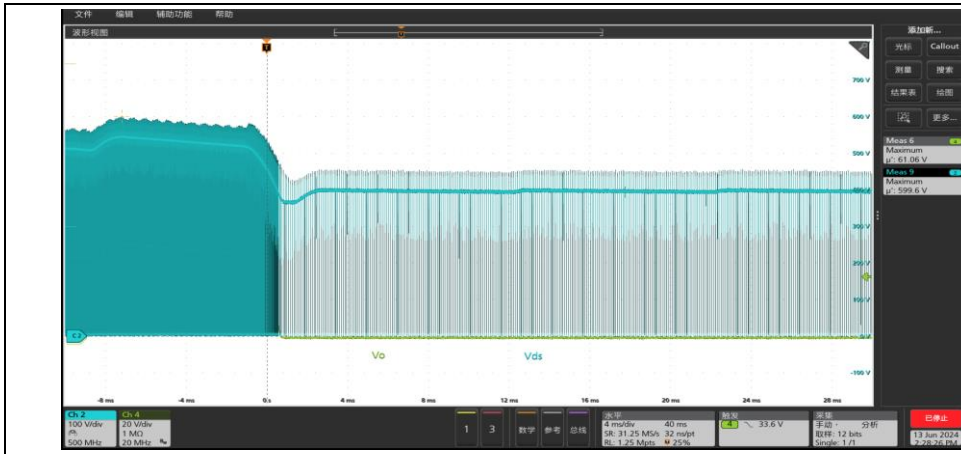 文件 编辑 辅助功能 帮助
波形视图
添加新...
光标 Callout
测量 搜索
结果表 绘图
更多...
Meas 6 4
Maximum
μ': 61.06 V
Meas 9 2
Maximum
μ': 599.6 V
700 V
600 V
500 V
400 V
300 V
200 V
100 V
-100 V
C2
Vo Vds
-8 ms -4 ms 0 s 4 ms 8 ms 12 ms 16 ms 20 ms 24 ms 28 ms
Ch 2
100 V/div
500 MHz
Ch 4
20 V/div
1 MΩ
20 MHz
1 3 数学 参考 总线
水平
4 ms/div 40 ms
SR: 31.25 MS/s 32 ns/pt
RL: 1.25 Mpts 25%
触发
4 33.6 V
采集
手动, 分析
取样: 12 bits
Single: 1 /1
已停止
13 Jun 2024
2:28:26 PM